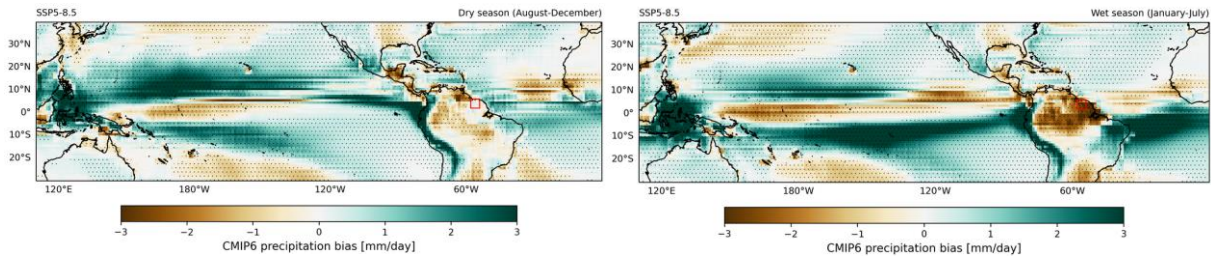 SSP5-8.5 Dry season (August-December)
40°N
30°N
20°N
10°N
0°
10°S
20°S
120°E 180°W 120°W 60°W
−3 −2 −1 0 1 2 3
CMIP6 precipitation bias [mm/day]
SSP5-8.5 Wet season (January-July)
30°N
20°N
10°N
0°
10°S
20°S
120°E 180°W 120°W 60°W
−3 −2 −1 0 1 2 3
CMIP6 precipitation bias [mm/day]